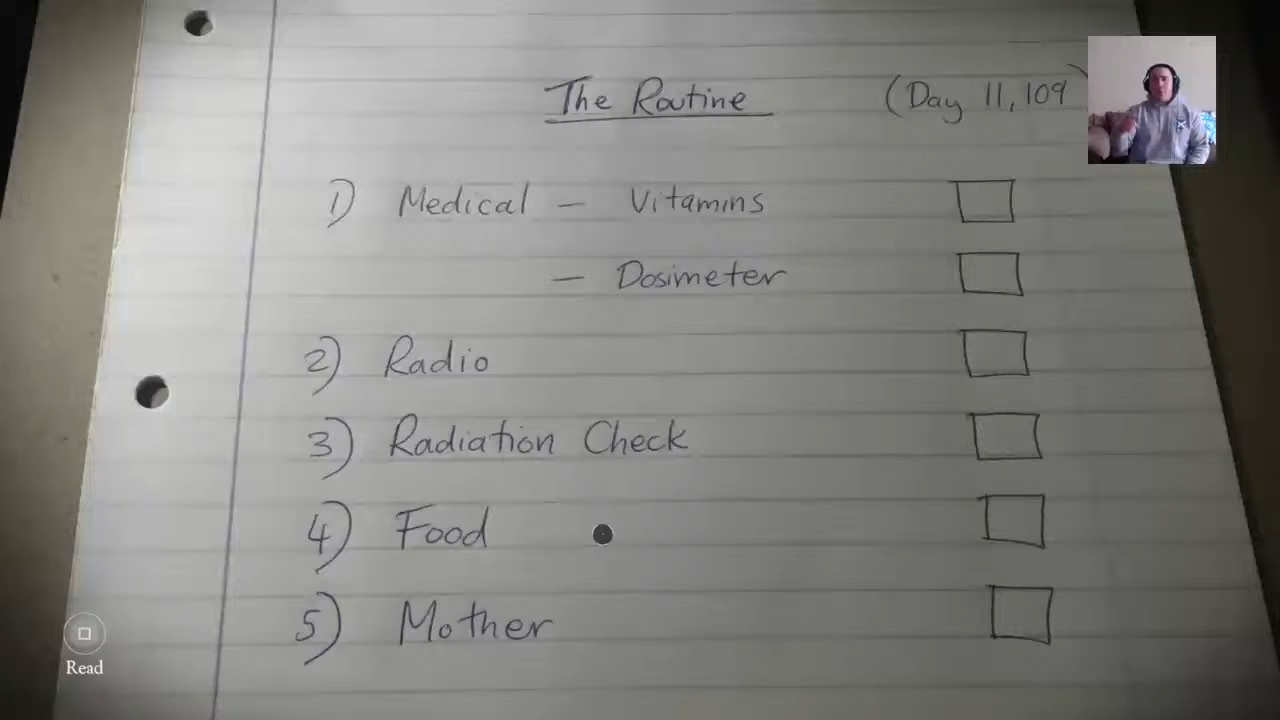 The Routine (Day 11,109)
1) Medical - Vitamins
- Dosimeter
2) Radio
3) Radiation Check
4) Food
5) Mother
Read